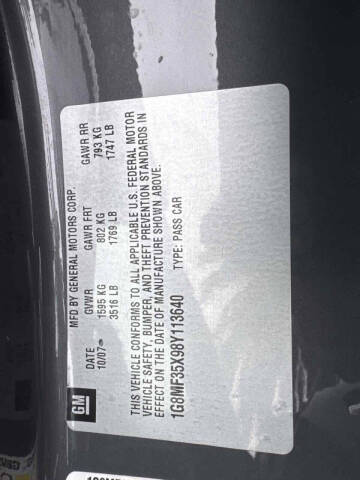 GM
MFD BY GENERAL MOTORS CORP.
DATE GVWR GAWR FRT GAWR RR
10/07 1595 KG 802 KG 793 KG
3516 LB 1769 LB 1747 LB
THIS VEHICLE CONFORMS TO ALL APPLICABLE U.S. FEDERAL MOTOR
VEHICLE SAFETY, BUMPER, AND THEFT PREVENTION STANDARDS IN
EFFECT ON THE DATE OF MANUFACTURE SHOWN ABOVE.
1G8MF35X98Y113640 TYPE: PASS CAR